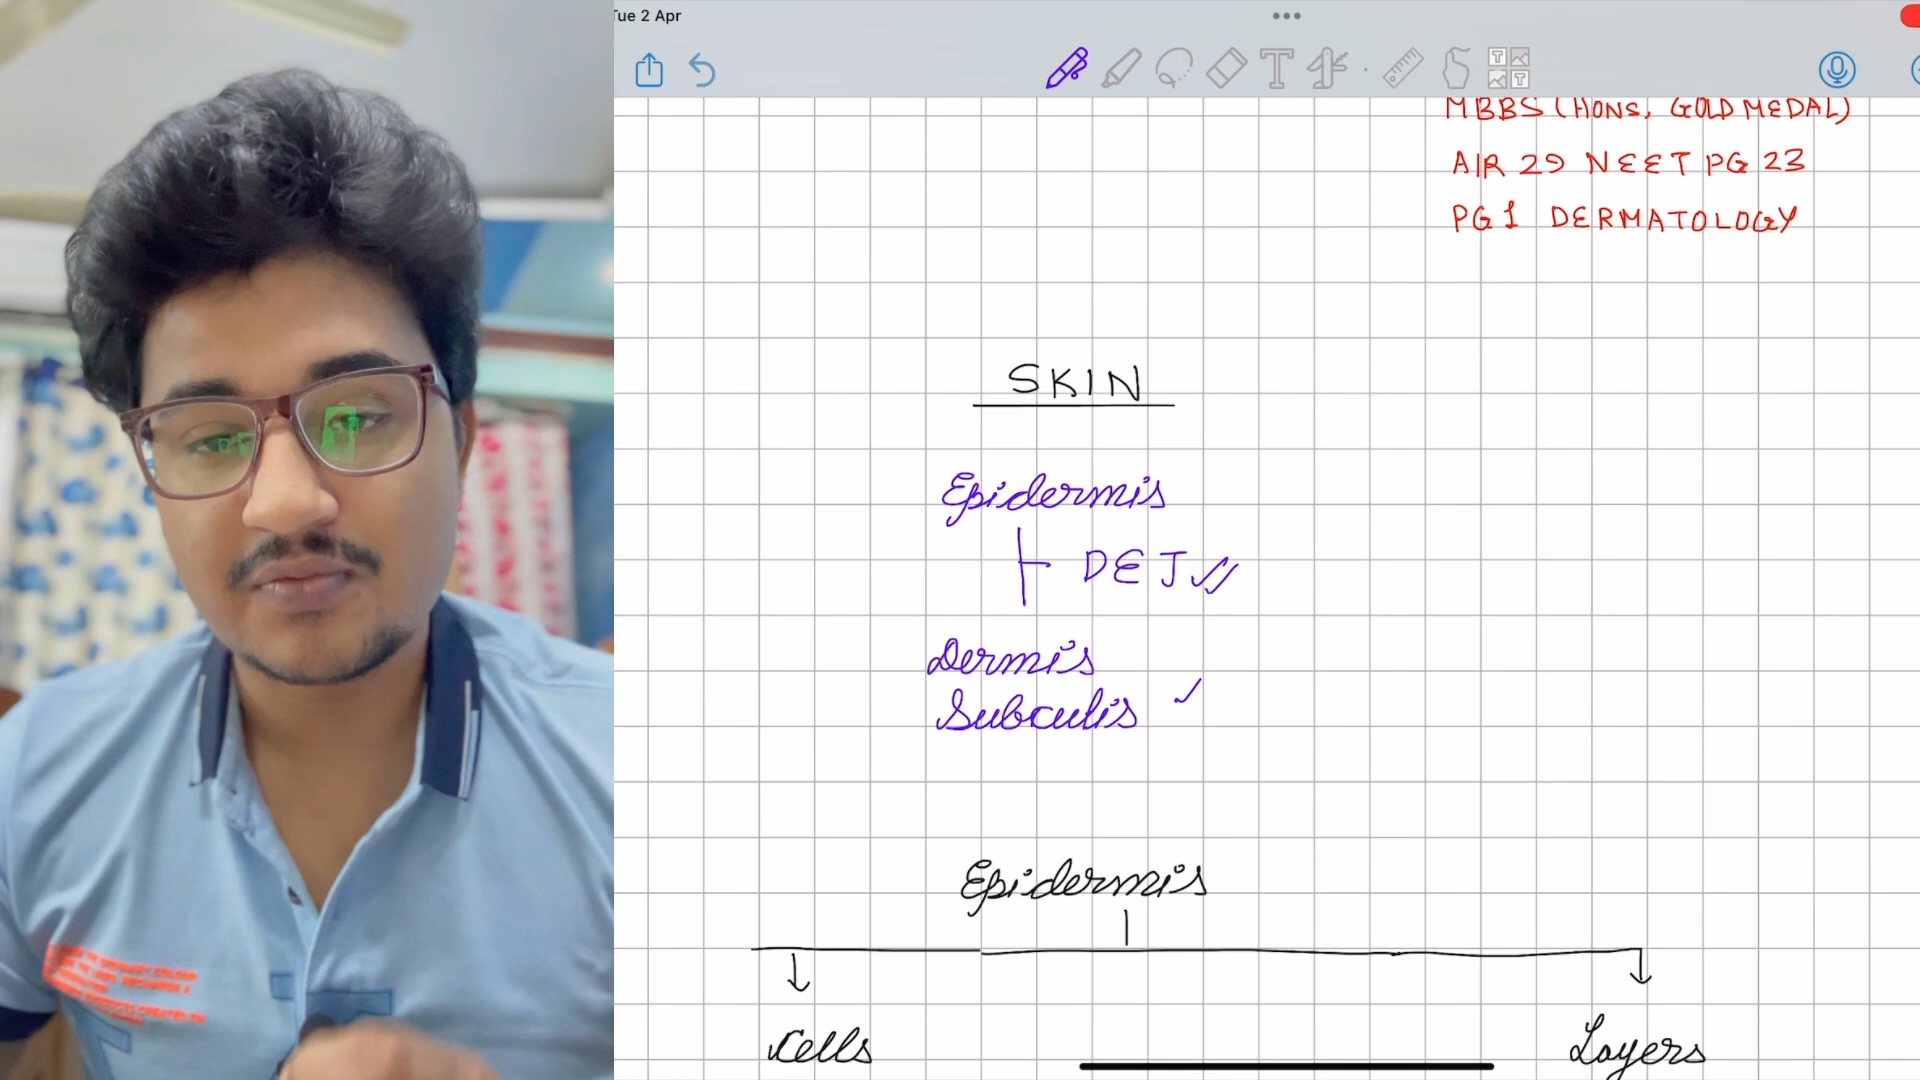 Tue 2 Apr
MBBS (HONS, GOLD MEDAL)
AIR 29 NEET PG 23
PG 1 DERMATOLOGY
SKIN
Epidermis
DEJ
Dermis
Subcutis
Epidermis
Cells
Layers